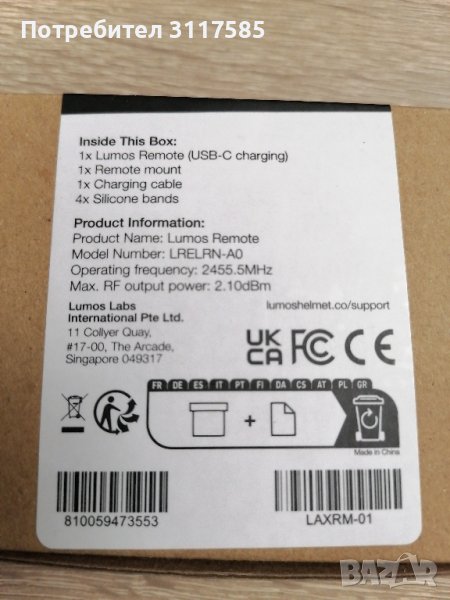 Потребител 3117585
Inside This Box:
1x Lumos Remote (USB-C charging)
1x Remote mount
1x Charging cable
4x Silicone bands
Product Information:
Product Name: Lumos Remote
Model Number: LRELRN-A0
Operating frequency: 2455.5MHz
Max. RF output power: 2.10dBm
Lumos Labs
International Pte Ltd.
lumoshelmet.co/support
11 Collyer Quay,
#17-00, The Arcade,
Singapore 049317
UK
CA FC CE
FR DE ES IT PT FI DA CS AT PL GR
+
Made in China
810059473553
LAXRM-01
BAZAR